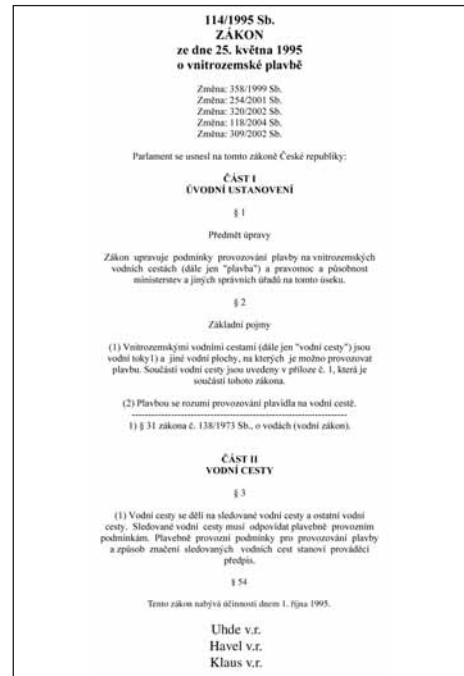 114/1995 Sb.
ZÁKON
ze dne 25. května 1995
o vnitrozemské plavbě
Změna: 358/1999 Sb.
Změna: 254/2001 Sb.
Změna: 320/2002 Sb.
Změna: 118/2004 Sb.
Změna: 309/2002 Sb.
Parlament se usnesl na tomto zákoně České republiky:
ČÁST I
ÚVODNÍ USTANOVENÍ
§ 1
Předmět úpravy
Zákon upravuje podmínky provozování plavby na vnitrozemských
vodních cestách (dále jen "plavba") a pravomoc a působnost
ministerstev a jiných správních úřadů na tomto úseku.
§ 2
Základní pojmy
(1) Vnitrozemskými vodními cestami (dále jen "vodní cesty") jsou
vodní toky1) a jiné vodní plochy, na kterých je možno provozovat
plavbu. Součásti vodní cesty jsou uvedeny v příloze č. 1, která je
součástí tohoto zákona.
(2) Plavbou se rozumí provozování plavidla na vodní cestě.
------------------------------------------------------------------
1) § 31 zákona č. 138/1973 Sb., o vodách (vodní zákon).
ČÁST II
VODNÍ CESTY
§ 3
(1) Vodní cesty se dělí na sledované vodní cesty a ostatní vodní
cesty. Sledované vodní cesty musí odpovídat plavebně provozním
podmínkám. Plavebně provozní podmínky pro provozování plavby
a způsob značení sledovaných vodních cest stanoví prováděcí
předpis.
§ 54
Tento zákon nabývá účinnosti dnem 1. října 1995.
Uhde v.r.
Havel v.r.
Klaus v.r.